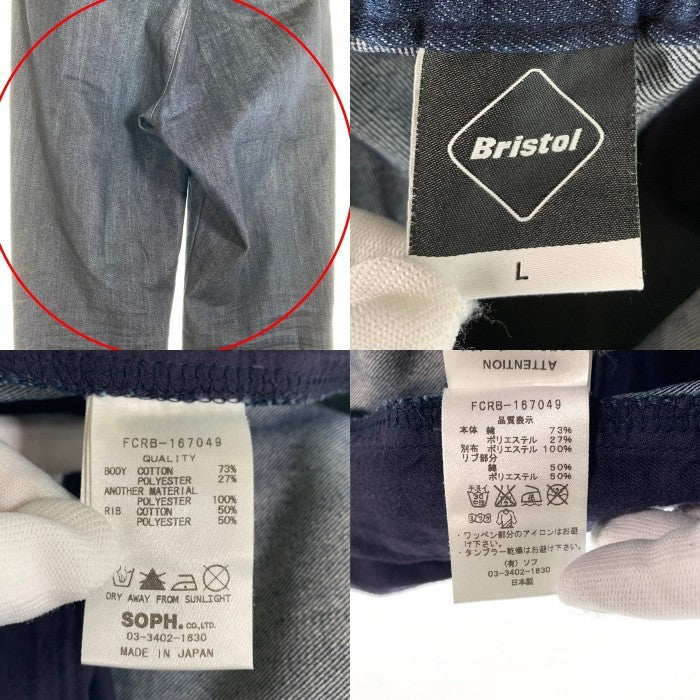 Bristol
L
FCRB-167049
QUALITY
BODY COTTON 73%
POLYESTER 27%
ANOTHER MATERIAL
POLYESTER 100%
RIB COTTON 50%
POLYESTER 50%
DRY AWAY FROM SUNLIGHT
SOPH. CO.,LTD.
03-3402-1630
MADE IN JAPAN
ATTENTION
FCRB-167049
品質表示
本体 綿 73%
ポリエステル 27%
別布 ポリエステル 100%
リブ部分
綿 50%
ポリエステル 50%
・ワッペン部分のアイロンはお避
け下さい。
・タンブラー乾燥はお避け下さい。
(有) ソフ
03-3402-1630
日本製